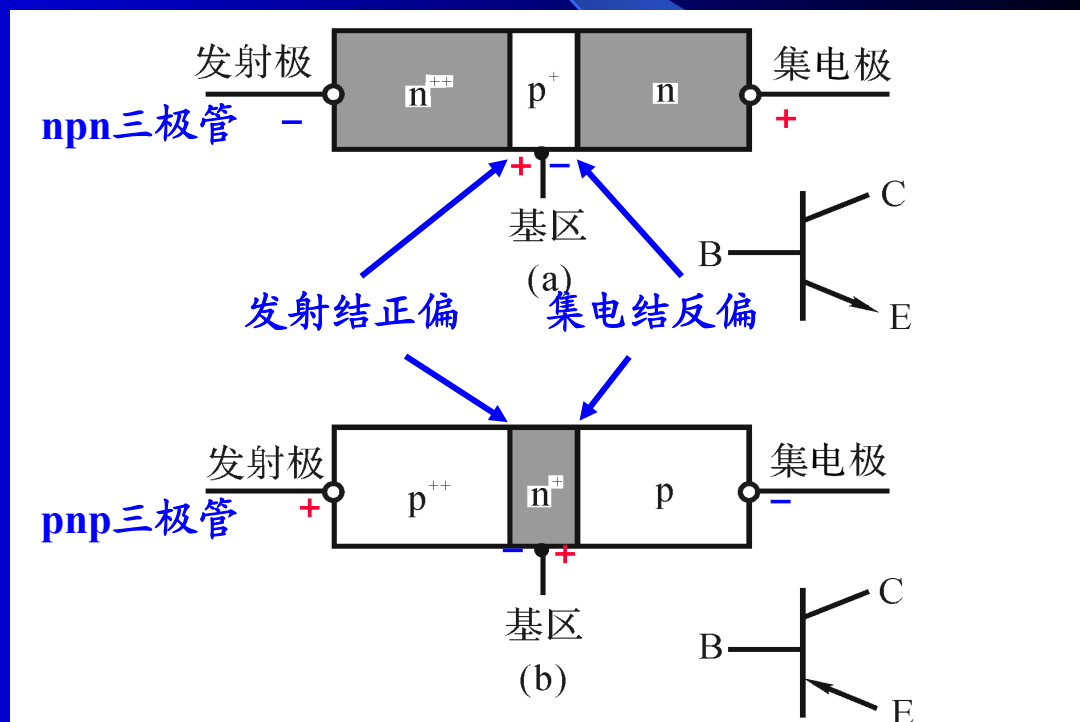 发射极
n++
p+
n
集电极
npn三极管
−
+
+
−
基区
(a)
C
B
E
发射结正偏
集电结反偏
发射极
p++
n+
p
集电极
pnp三极管
+
−
−
+
基区
(b)
C
B
E